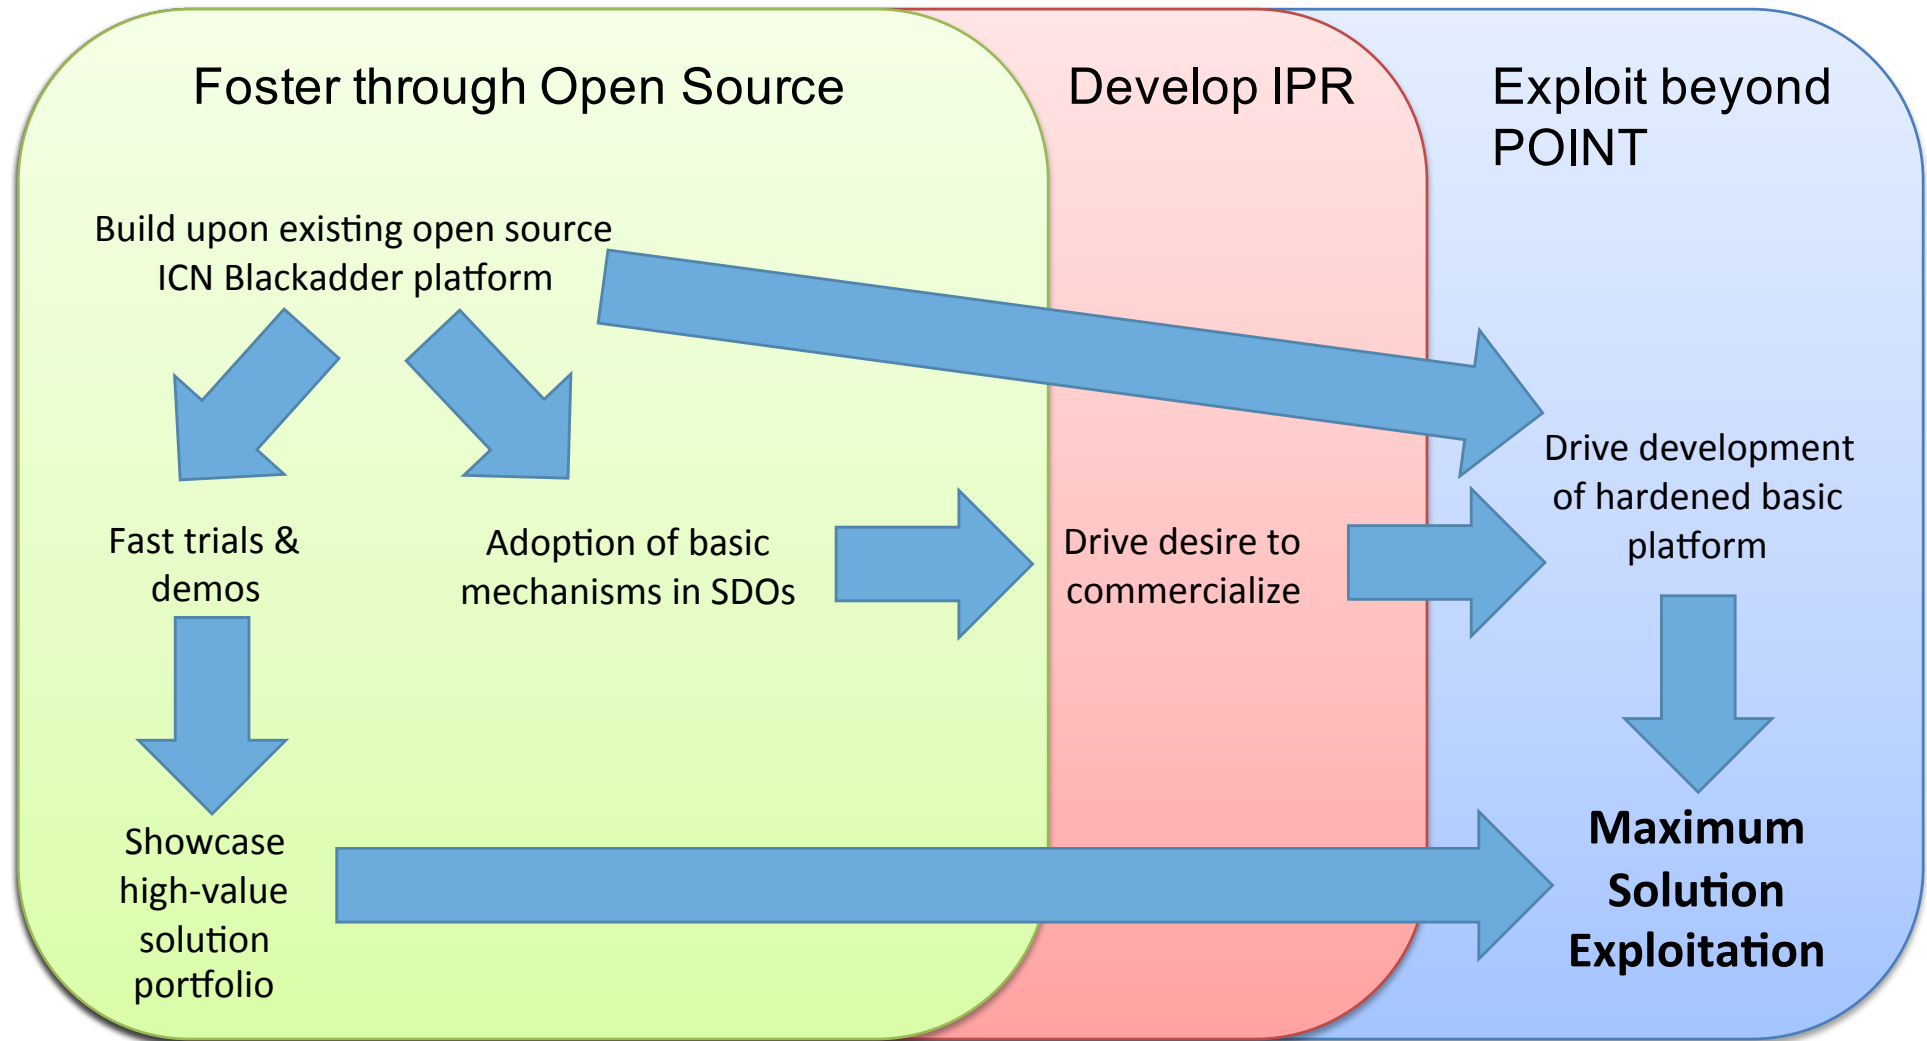 Foster through Open Source
Develop IPR
Exploit beyond
POINT
Build upon existing open source
ICN Blackadder platform
Fast trials &
demos
Adoption of basic
mechanisms in SDOs
Drive desire to
commercialize
Drive development
of hardened basic
platform
Showcase
high-value
solution
portfolio
Maximum
Solution
Exploitation